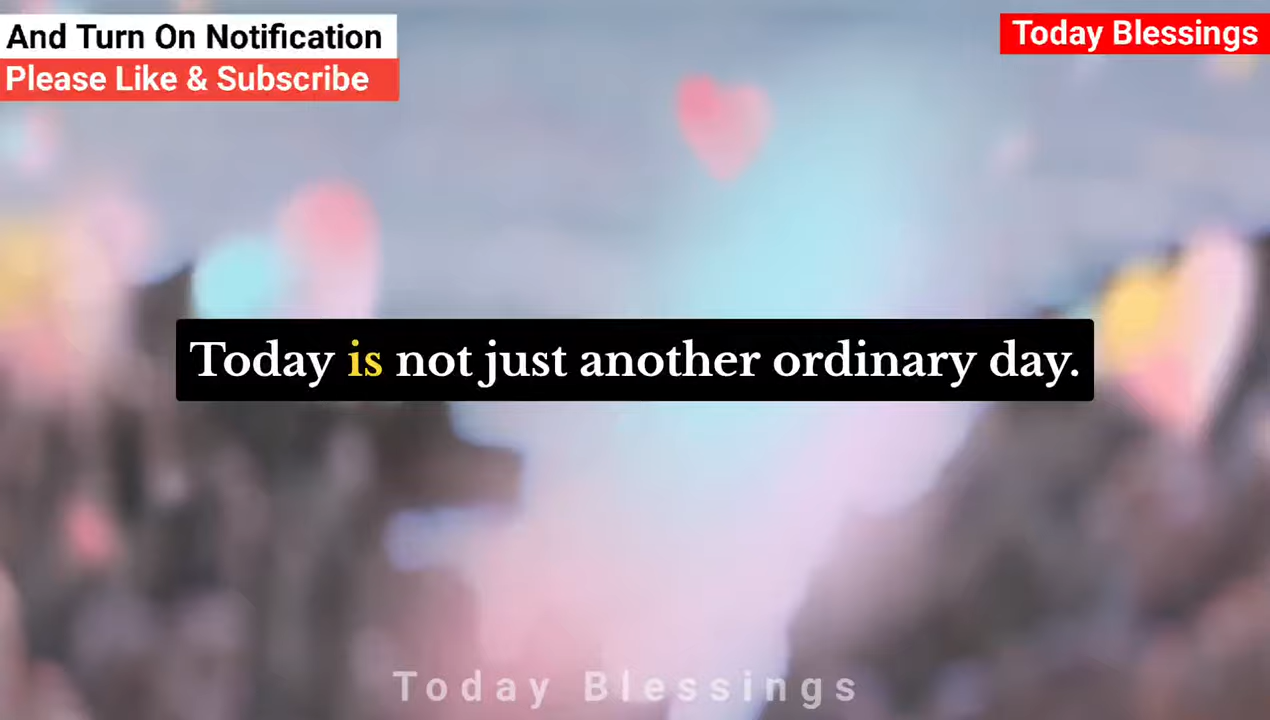 And Turn On Notification
Please Like & Subscribe
Today Blessings
Today is not just another ordinary day.
Today Blessings